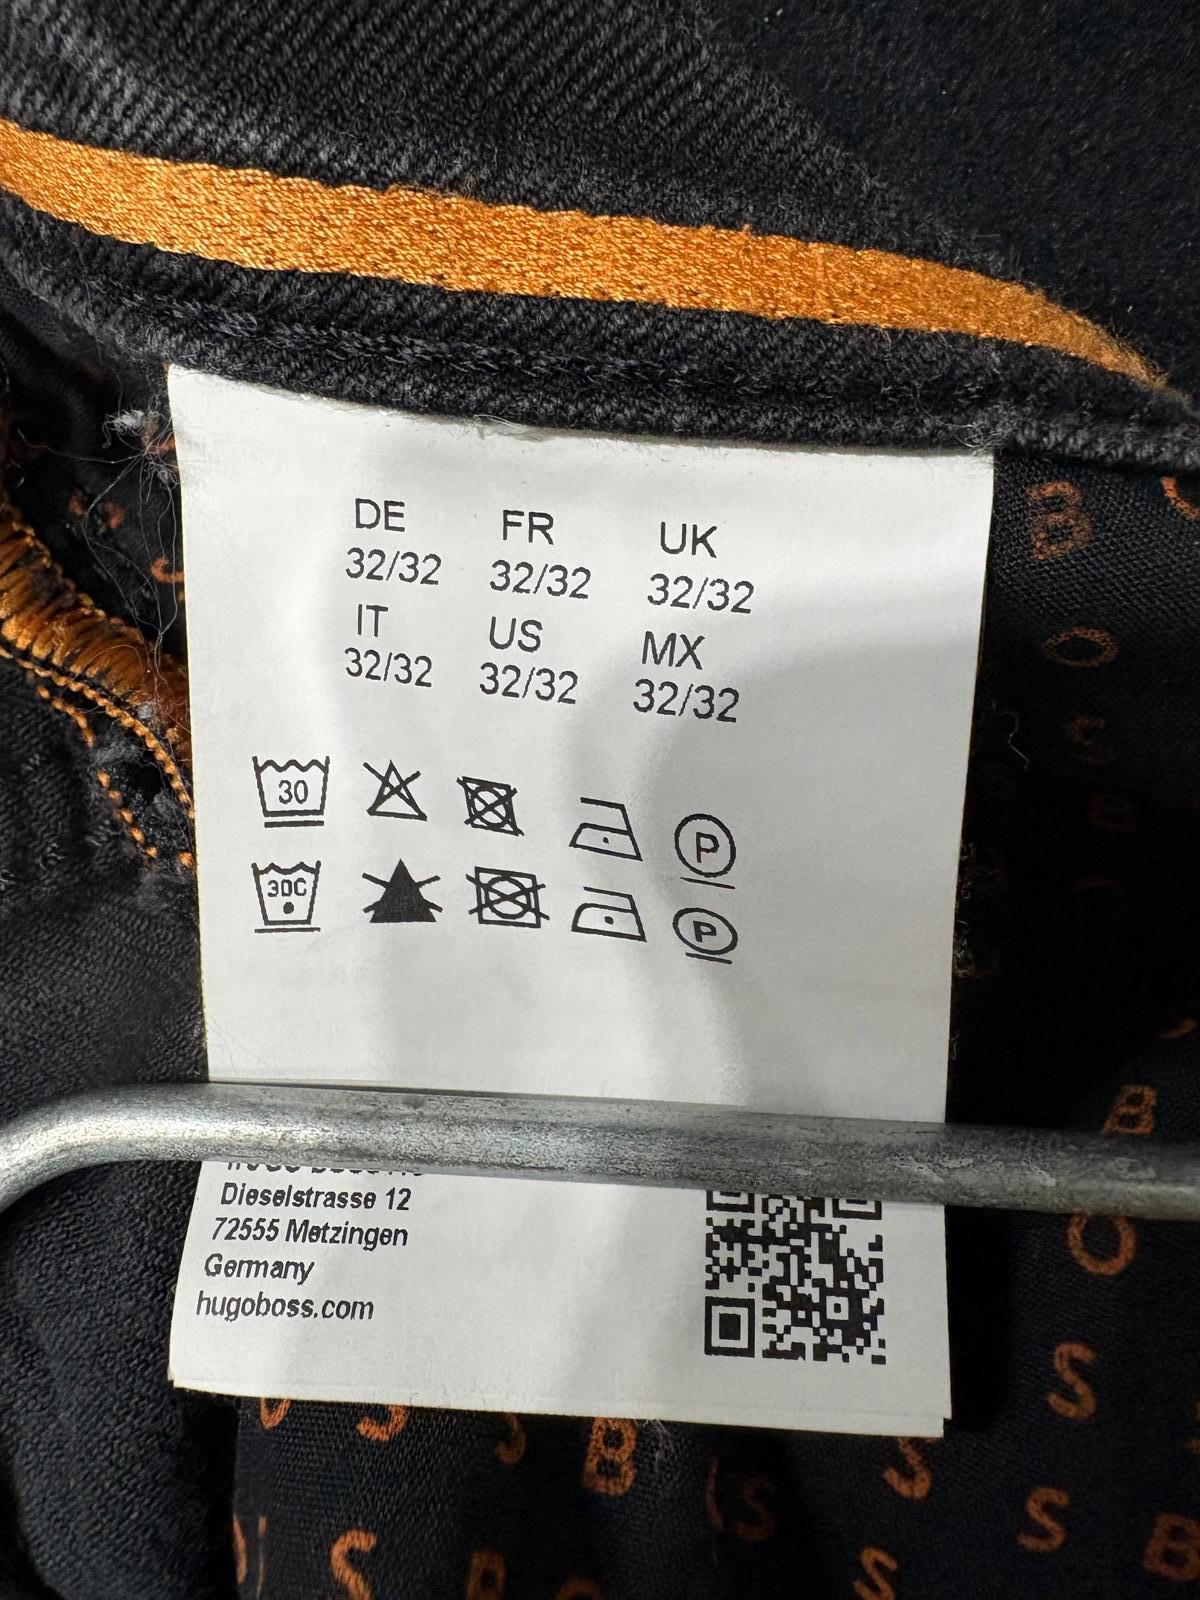 DE FR UK
32/32 32/32 32/32
IT US MX
32/32 32/32 32/32
30 P
30C P
Dieselstrasse 12
72555 Metzingen
Germany
hugoboss.com
B
O
S
B
O
S
S
B
S
S
S
B
S
B
S